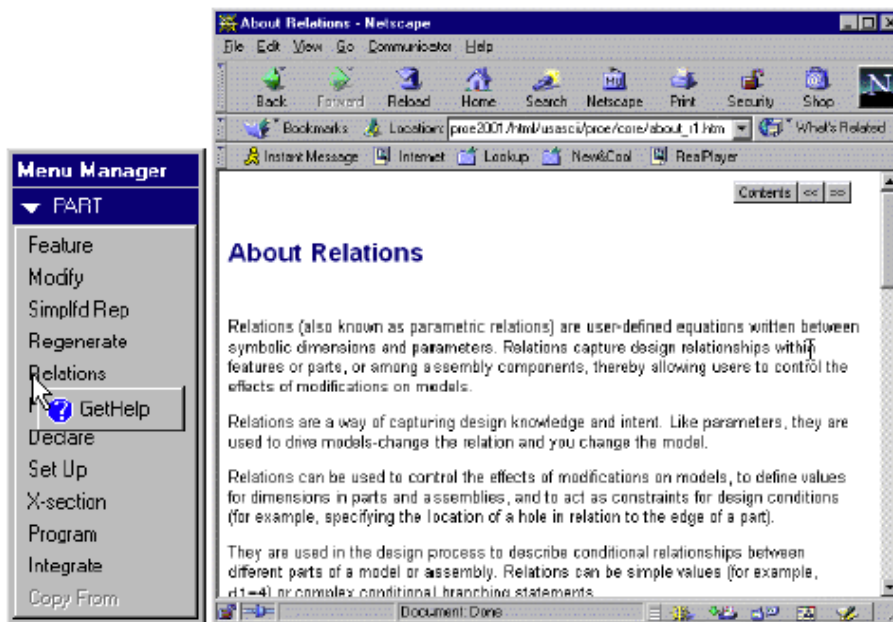 Menu Manager
PART
Feature
Modify
Simplfd Rep
Regenerate
Relations
GetHelp
Declare
Set Up
X-section
Program
Integrate
Copy From
About Relations - Netscape
File Edit View Go Communicator Help
Back Forward Reload Home Search Netscape Print Security Shop N
Bookmarks Location: proe2001/html/usascii/proe/core/about_r1.htm What's Related
Instant Message Internet Lookup New&Cool RealPlayer
Contents << >>
About Relations
Relations (also known as parametric relations) are user-defined equations written between
symbolic dimensions and parameters. Relations capture design relationships within
features or parts, or among assembly components, thereby allowing users to control the
effects of modifications on models.
Relations are a way of capturing design knowledge and intent. Like parameters, they are
used to drive models-change the relation and you change the model.
Relations can be used to control the effects of modifications on models, to define values
for dimensions in parts and assemblies, and to act as constraints for design conditions
(for example, specifying the location of a hole in relation to the edge of a part).
They are used in the design process to describe conditional relationships between
different parts of a model or assembly. Relations can be simple values (for example,
d1=4) or complex conditional branching statements.
Document: Done